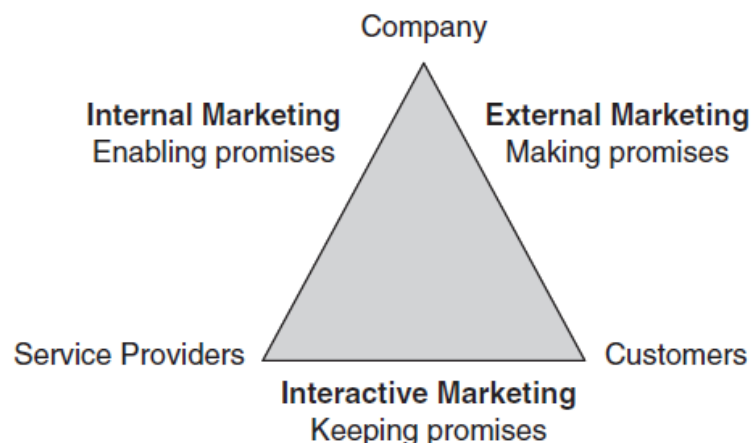 Company
Internal Marketing
Enabling promises
External Marketing
Making promises
Service Providers
Customers
Interactive Marketing
Keeping promises